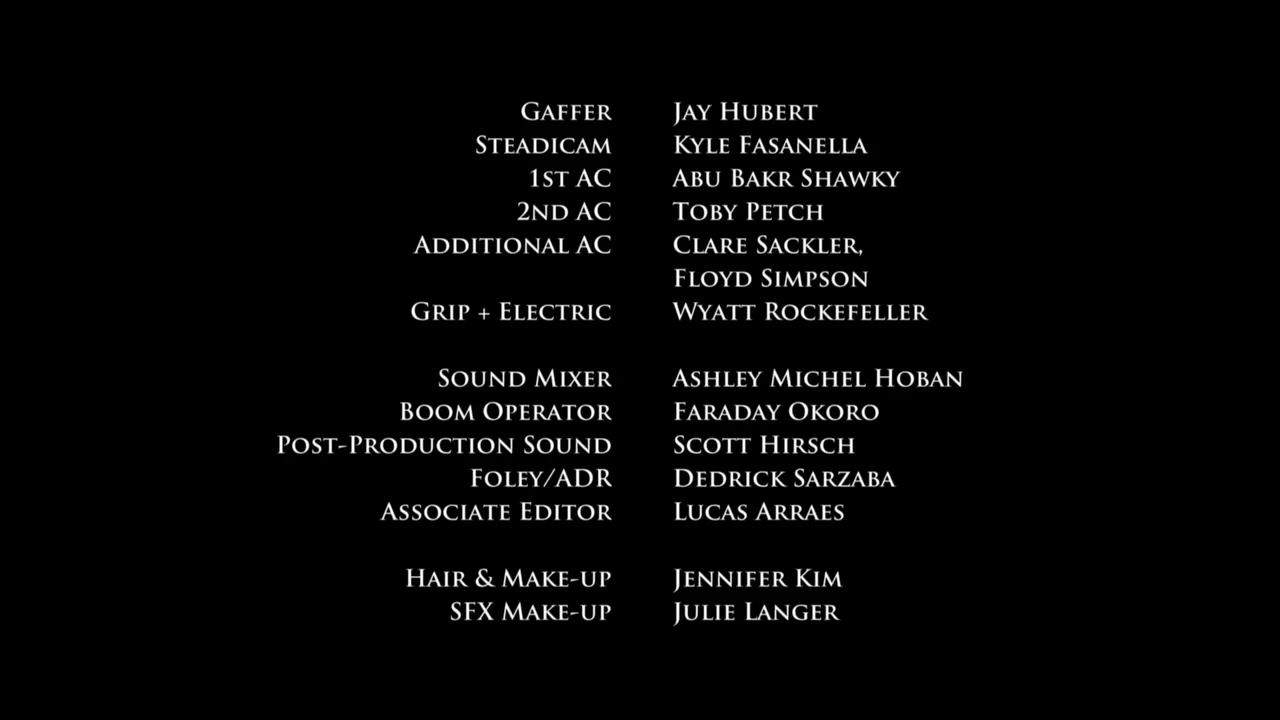 Gaffer Jay Hubert
Steadicam Kyle Fasanella
1st AC Abu Bakr Shawky
2nd AC Toby Petch
Additional AC Clare Sackler,
Floyd Simpson
Grip + Electric Wyatt Rockefeller
Sound Mixer Ashley Michel Hoban
Boom Operator Faraday Okoro
Post-Production Sound Scott Hirsch
Foley/ADR Dedrick Sarzaba
Associate Editor Lucas Arraes
Hair & Make-up Jennifer Kim
SFX Make-up Julie Langer